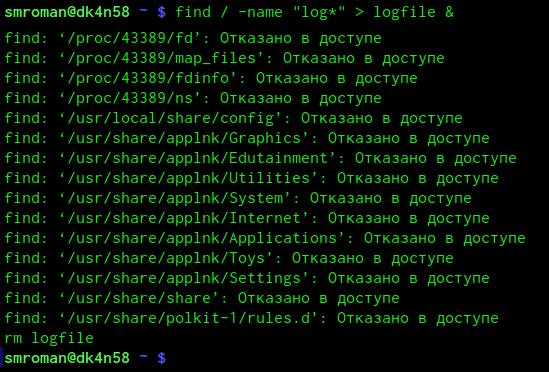 smroman@dk4n58 ~ $ find / -name "log*" > logfile &
find: ‘/proc/43389/fd’: Отказано в доступе
find: ‘/proc/43389/map_files’: Отказано в доступе
find: ‘/proc/43389/fdinfo’: Отказано в доступе
find: ‘/proc/43389/ns’: Отказано в доступе
find: ‘/usr/local/share/config’: Отказано в доступе
find: ‘/usr/share/applnk/Graphics’: Отказано в доступе
find: ‘/usr/share/applnk/Edutainment’: Отказано в доступе
find: ‘/usr/share/applnk/Utilities’: Отказано в доступе
find: ‘/usr/share/applnk/System’: Отказано в доступе
find: ‘/usr/share/applnk/Internet’: Отказано в доступе
find: ‘/usr/share/applnk/Applications’: Отказано в доступе
find: ‘/usr/share/applnk/Toys’: Отказано в доступе
find: ‘/usr/share/applnk/Settings’: Отказано в доступе
find: ‘/usr/share/share’: Отказано в доступе
find: ‘/usr/share/polkit-1/rules.d’: Отказано в доступе
rm logfile
smroman@dk4n58 ~ $